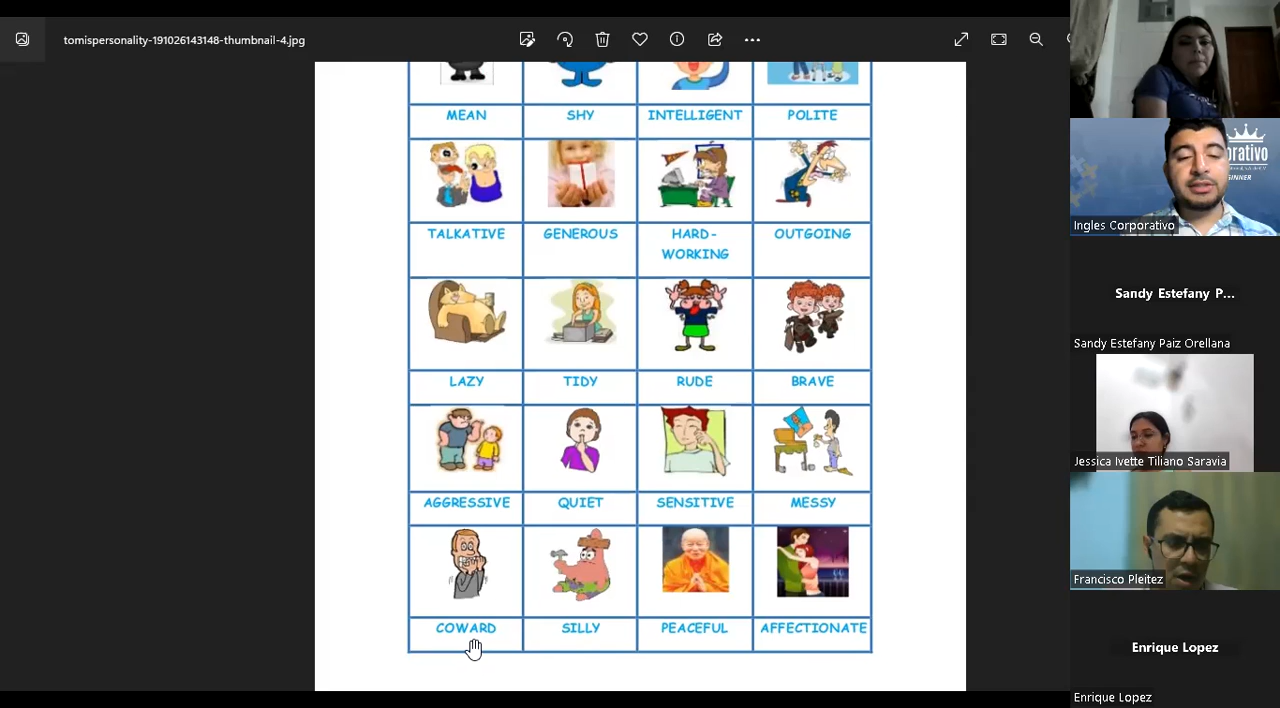 tomispersonality-191026143148-thumbnail-4.jpg
MEAN
SHY
INTELLIGENT
POLITE
TALKATIVE
GENEROUS
HARD-
WORKING
OUTGOING
LAZY
TIDY
RUDE
BRAVE
AGGRESSIVE
QUIET
SENSITIVE
MESSY
COWARD
SILLY
PEACEFUL
AFFECTIONATE
Ingles Corporativo
Sandy Estefany P...
Sandy Estefany Paiz Orellana
Jessica Ivette Tiliano Saravia
Francisco Pleitez
Enrique Lopez
Enrique Lopez